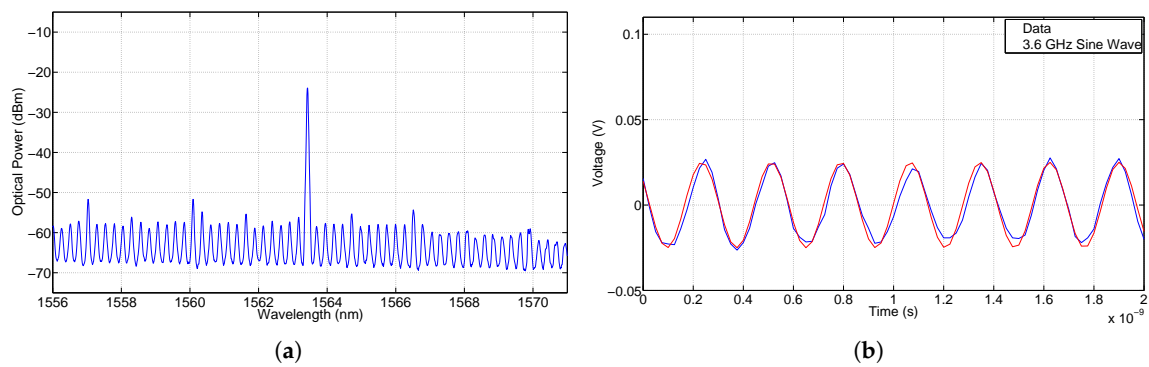 −10
−20
−30
−40
−50
−60
−70
Optical Power (dBm)
1556 1558 1560 1562 1564 1566 1568 1570
Wavelength (nm)
(a)
0.1
0.05
0
−0.05
Voltage (V)
Data
3.6 GHz Sine Wave
0 0.2 0.4 0.6 0.8 1 1.2 1.4 1.6 1.8 2
Time (s)
x 10⁻⁹
(b)